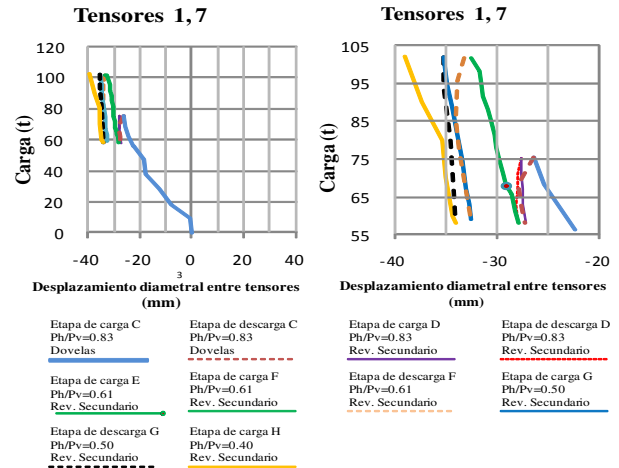 Tensores 1,7
Carga (t)
120
100
80
60
40
20
0
-40
-20
0
20
40
3
Desplazamiento diametral entre tensores
(mm)
Tensores 1,7
Carga (t)
105
95
85
75
65
55
-40
-30
-20
Desplazamiento diametral entre tensores
(mm)
Etapa de carga C
Ph/Pv=0.83
Dovelas
Etapa de descarga C
Ph/Pv=0.83
Dovelas
Etapa de carga D
Ph/Pv=0.83
Rev. Secundario
Etapa de descarga D
Ph/Pv=0.83
Rev. Secundario
Etapa de carga E
Ph/Pv=0.61
Rev. Secundario
Etapa de carga F
Ph/Pv=0.61
Rev. Secundario
Etapa de descarga F
Ph/Pv=0.61
Rev. Secundario
Etapa de carga G
Ph/Pv=0.50
Rev. Secundario
Etapa de descarga G
Ph/Pv=0.50
Rev. Secundario
Etapa de carga H
Ph/Pv=0.40
Rev. Secundario